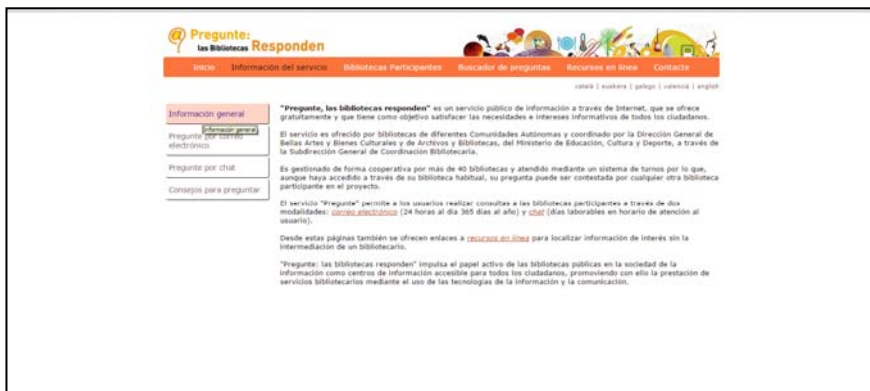 @ Pregunte:
las Bibliotecas Responden
Inicio Información del servicio Bibliotecas Participantes Buscador de preguntas Recursos en línea Contacte
català | euskera | galego | valencià | english
Información general
Información general
Pregunte por correo
electrónico
Pregunte por chat
Consejos para preguntar
"Pregunte, las bibliotecas responden" es un servicio público de información a través de Internet, que se ofrece
gratuitamente y que tiene como objetivo satisfacer las necesidades e intereses informativos de todos los ciudadanos.
El servicio es ofrecido por bibliotecas de diferentes Comunidades Autónomas y coordinado por la Dirección General de
Bellas Artes y Bienes Culturales y de Archivos y Bibliotecas, del Ministerio de Educación, Cultura y Deporte, a través de
la Subdirección General de Coordinación Bibliotecaria.
Es gestionado de forma cooperativa por más de 40 bibliotecas y atendido mediante un sistema de turnos por lo que,
aunque haya accedido a través de su biblioteca habitual, su pregunta puede ser contestada por cualquier otra biblioteca
participante en el proyecto.
El servicio "Pregunte" permite a los usuarios realizar consultas a las bibliotecas participantes a través de dos
modalidades: correo electrónico (24 horas al día 365 días al año) y chat (días laborables en horario de atención al
usuario).
Desde estas páginas también se ofrecen enlaces a recursos en línea para localizar información de interés sin la
intermediación de un bibliotecario.
"Pregunte: las bibliotecas responden" impulsa el papel activo de las bibliotecas públicas en la sociedad de la
información como centros de información accesible para todos los ciudadanos, promoviendo con ello la prestación de
servicios bibliotecarios mediante el uso de las tecnologías de la información y la comunicación.